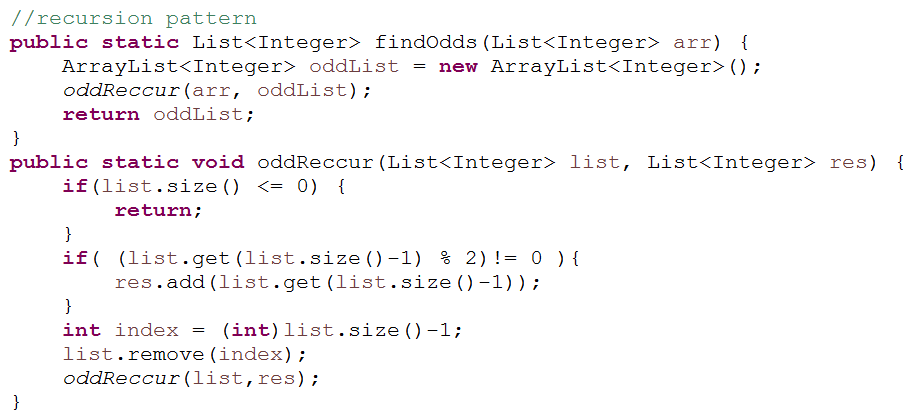 //recursion pattern
public static List<Integer> findOdds(List<Integer> arr) {
    ArrayList<Integer> oddList = new ArrayList<Integer>();
    oddReccur(arr, oddList);
    return oddList;
}
public static void oddReccur(List<Integer> list, List<Integer> res) {
    if(list.size() <= 0) {
        return;
    }
    if( (list.get(list.size()-1) % 2)!= 0 ){
        res.add(list.get(list.size()-1));
    }
    int index = (int)list.size()-1;
    list.remove(index);
    oddReccur(list,res);
}